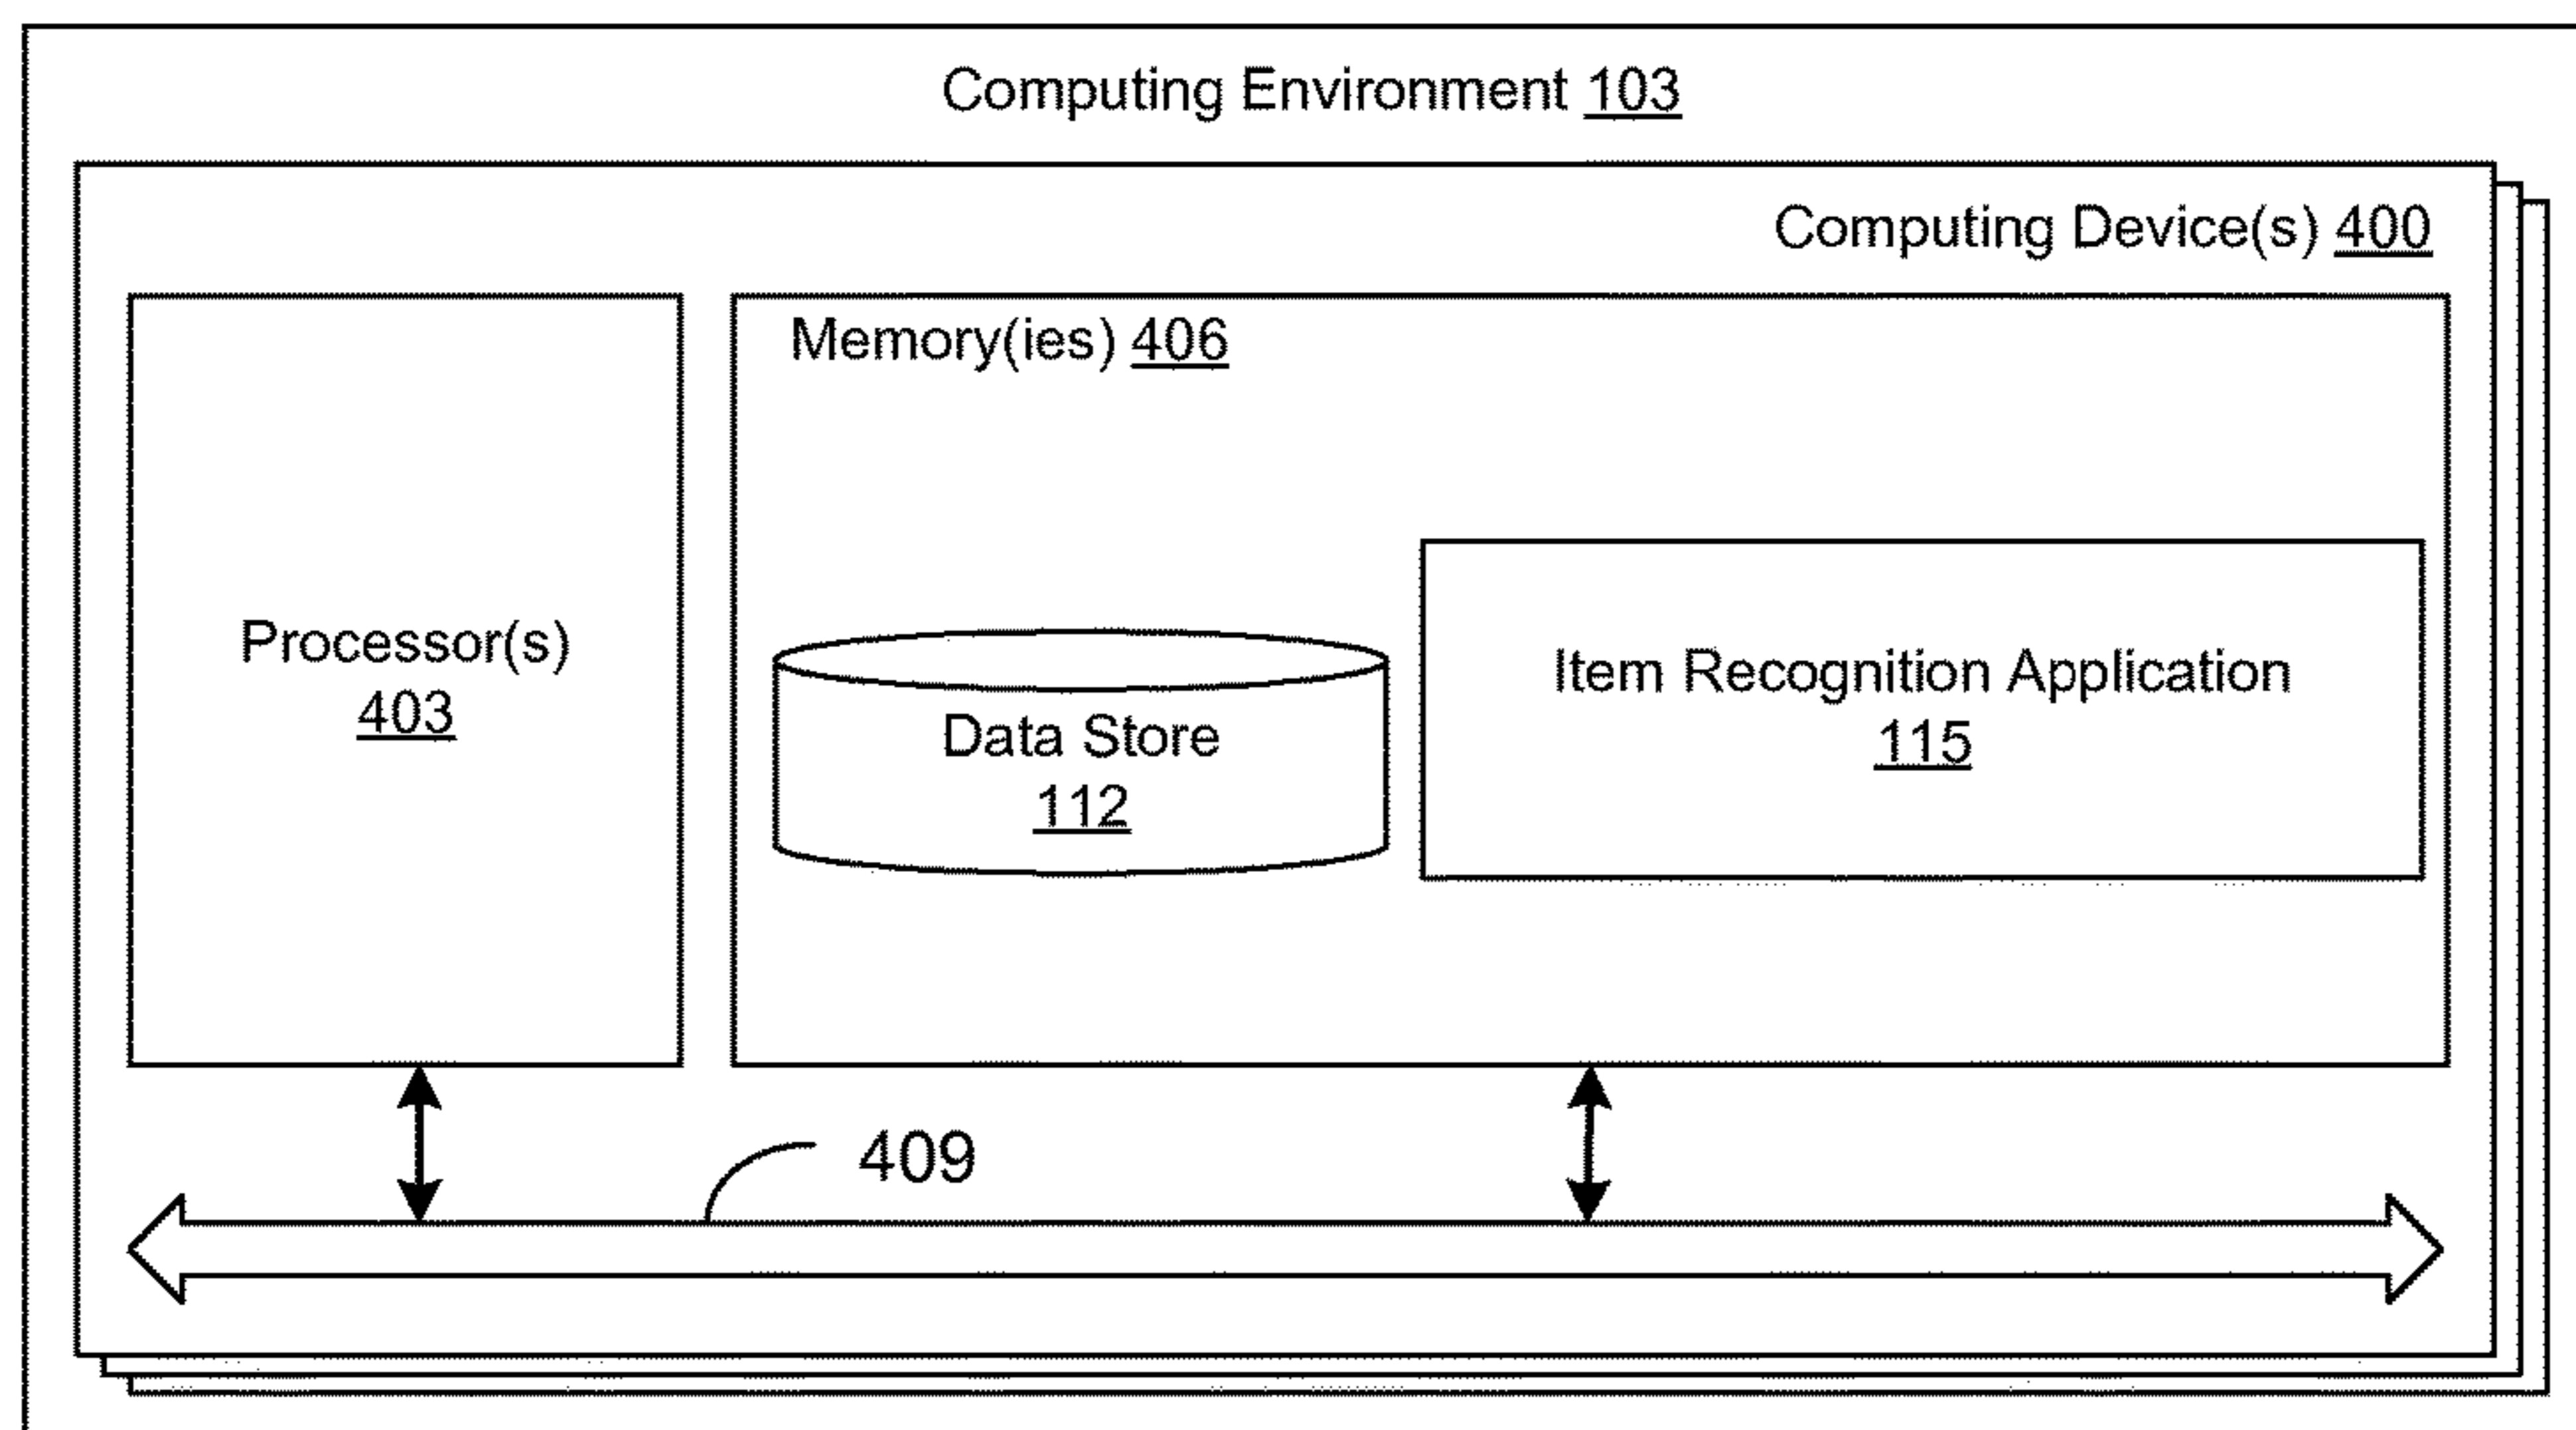 Computing Environment 103
Computing Device(s) 400
Memory(ies) 406
Processor(s)
403
Item Recognition Application
115
Data Store
112
409